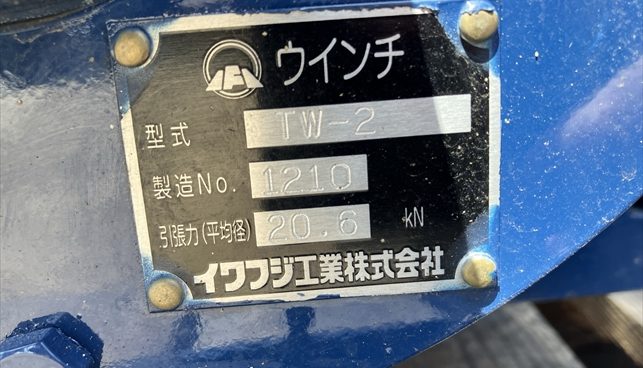 ウインチ
型式 TW-2
製造No. 1210
引張力(平均径) 20.6 kN
イワフジ工業株式会社